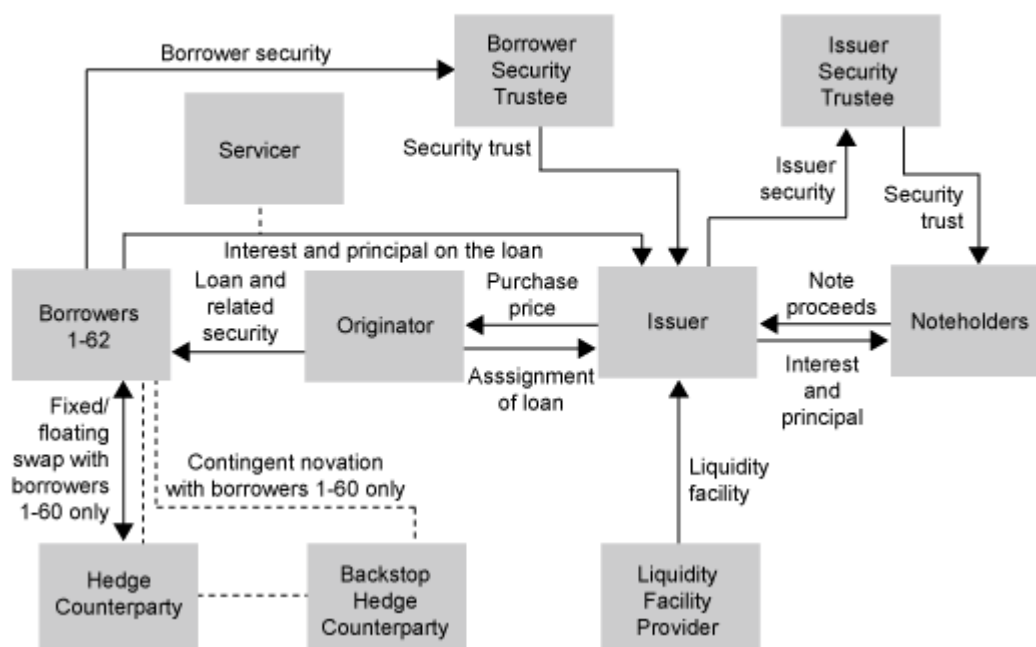 Borrower security
Borrower
Security
Trustee
Issuer
Security
Trustee
Servicer
Security trust
Issuer
security
Security
trust
Interest and principal on the loan
Borrowers
1-62
Loan and
related
security
Originator
Purchase
price
Asssignment
of loan
Issuer
Note
proceeds
Interest
and
principal
Noteholders
Fixed/
floating
swap with
borrowers
1-60 only
Contingent novation
with borrowers 1-60 only
Liquidity
facility
Hedge
Counterparty
Backstop
Hedge
Counterparty
Liquidity
Facility
Provider